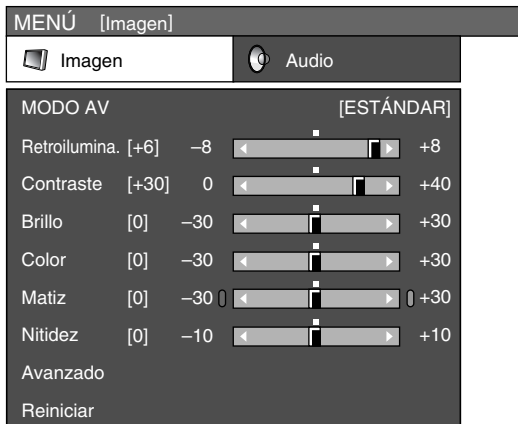 MENÚ [Imagen]
Imagen Audio
MODO AV [ESTÁNDAR]
Retroilumina. [+6] –8 +8
Contraste [+30] 0 +40
Brillo [0] –30 +30
Color [0] –30 +30
Matiz [0] –30 +30
Nitidez [0] –10 +10
Avanzado
Reiniciar